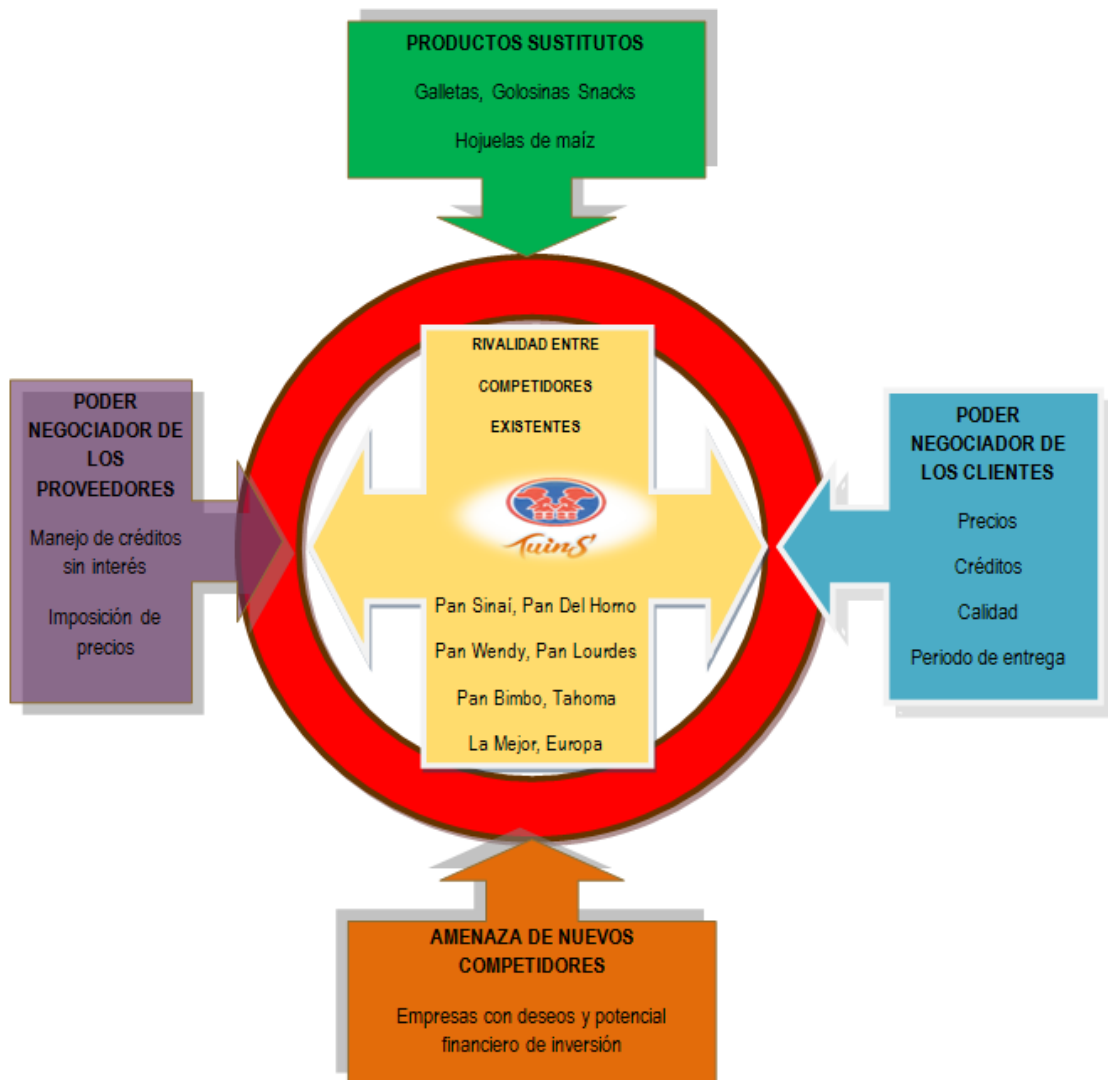 PRODUCTOS SUSTITUTOS
Galletas, Golosinas Snacks
Hojuelas de maíz
RIVALIDAD ENTRE
COMPETIDORES
EXISTENTES
TuinS'
Pan Sinaí, Pan Del Horno
Pan Wendy, Pan Lourdes
Pan Bimbo, Tahoma
La Mejor, Europa
PODER
NEGOCIADOR DE
LOS
PROVEEDORES
Manejo de créditos
sin interés
Imposición de
precios
PODER
NEGOCIADOR DE
LOS CLIENTES
Precios
Créditos
Calidad
Periodo de entrega
AMENAZA DE NUEVOS
COMPETIDORES
Empresas con deseos y potencial
financiero de inversión